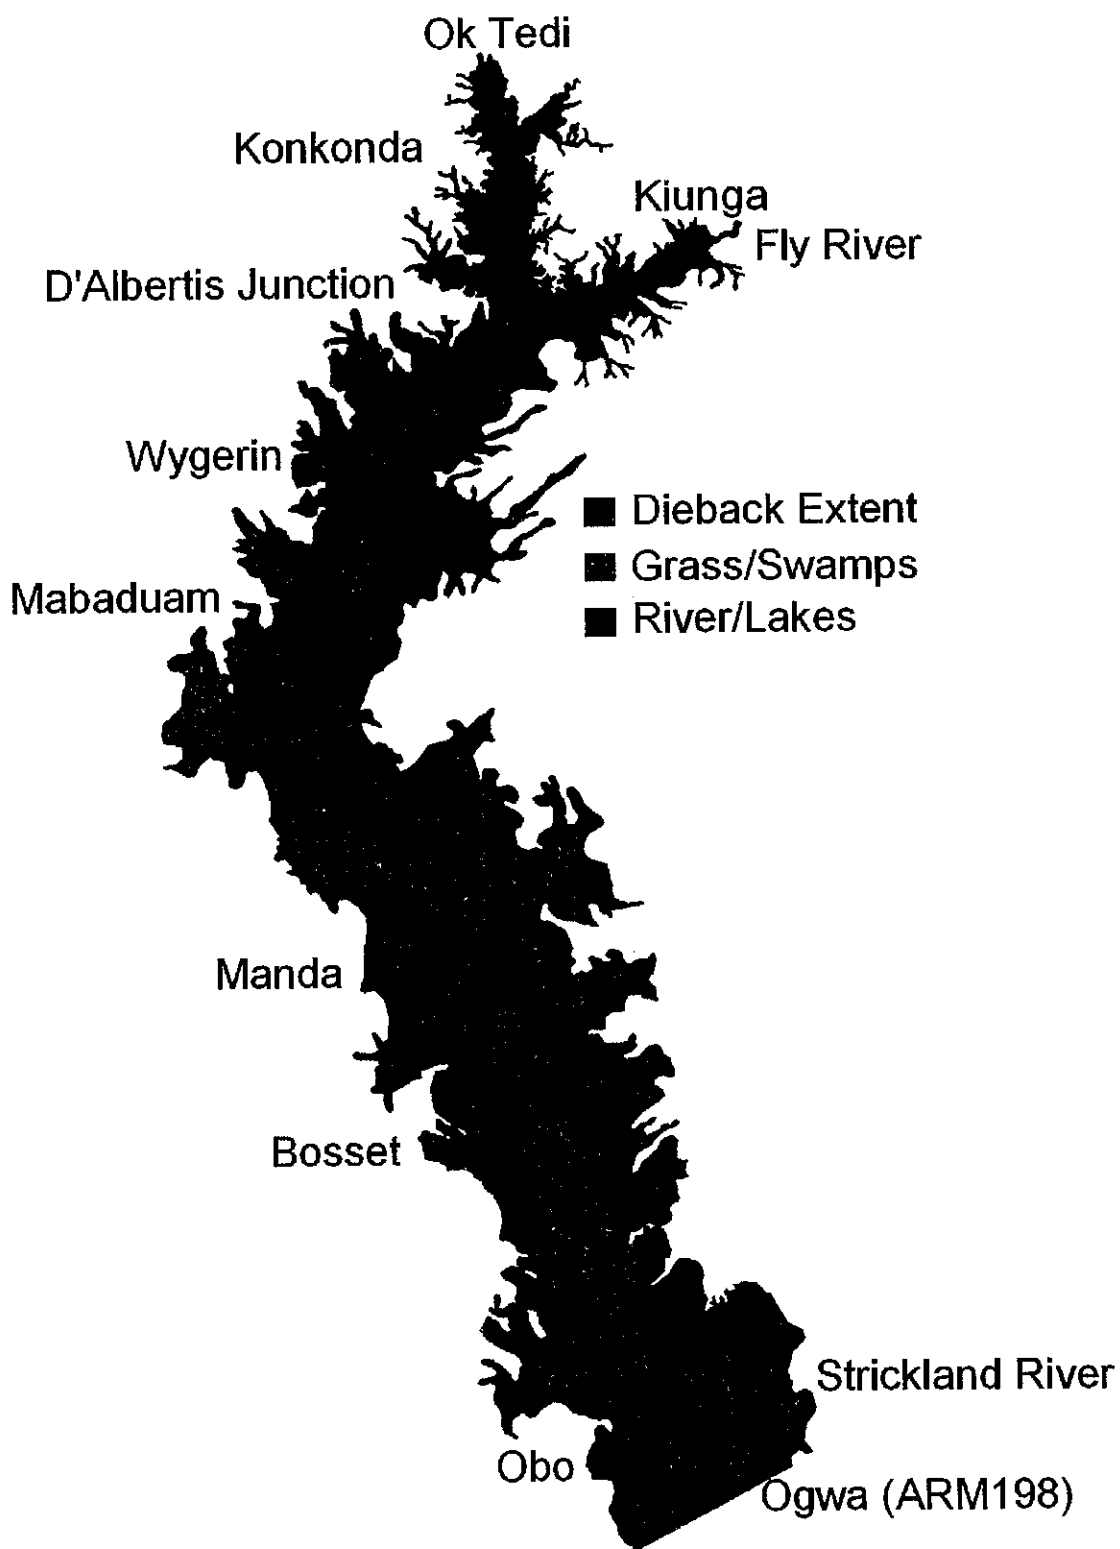 Ok Tedi
Konkonda
Kiunga
Fly River
D'Albertis Junction
Wygerin
Dieback Extent
Grass/Swamps
River/Lakes
Mabaduam
Manda
Bosset
Strickland River
Obo
Ogwa (ARM198)